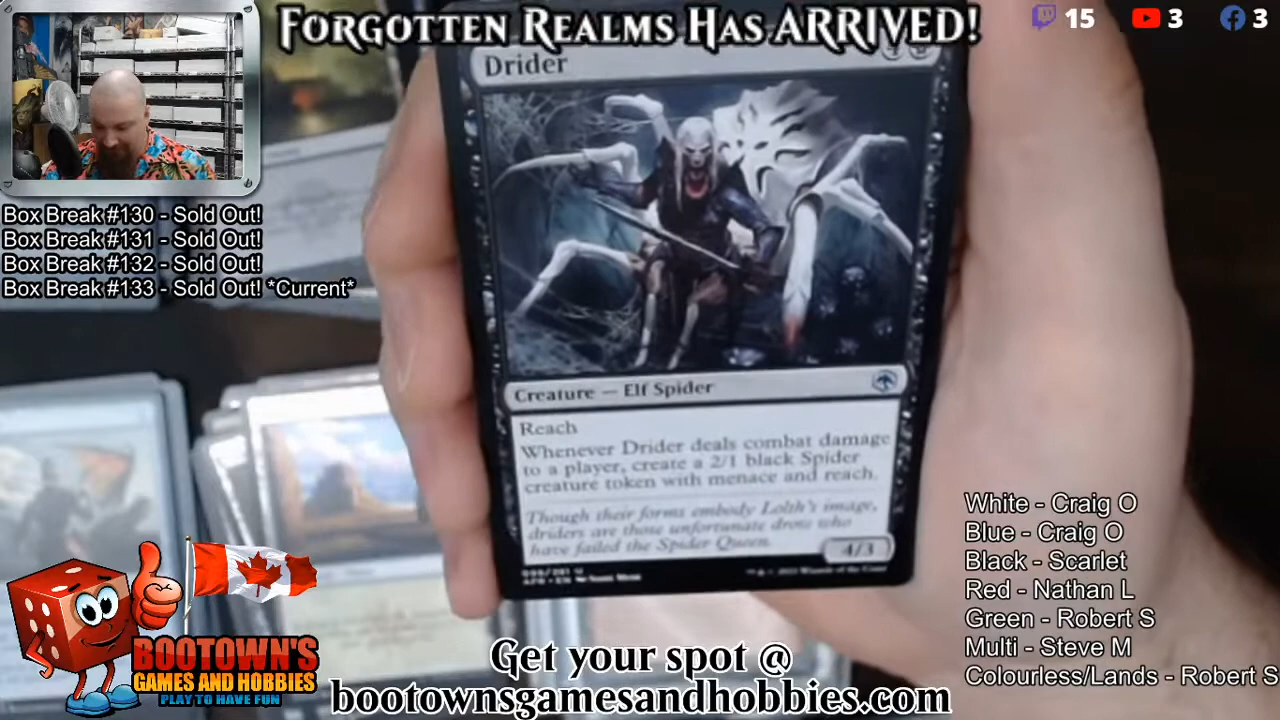 FORGOTTEN REALMS HAS ARRIVED!
15
3
3
Box Break #130 - Sold Out!
Box Break #131 - Sold Out!
Box Break #132 - Sold Out!
Box Break #133 - Sold Out! *Current*
Drider
Creature — Elf Spider
Reach
Whenever Drider deals combat damage
to a player, create a 2/1 black Spider
creature token with menace and reach.
Though their forms embody Lolth's image,
driders are those unfortunate drow who
have failed the Spider Queen.
4/3
White - Craig O
Blue - Craig O
Black - Scarlet
Red - Nathan L
Green - Robert S
Multi - Steve M
Colourless/Lands - Robert S
BOOTOWN'S
GAMES AND HOBBIES
PLAY TO HAVE FUN
Get your spot @
bootownsgamesandhobbies.com